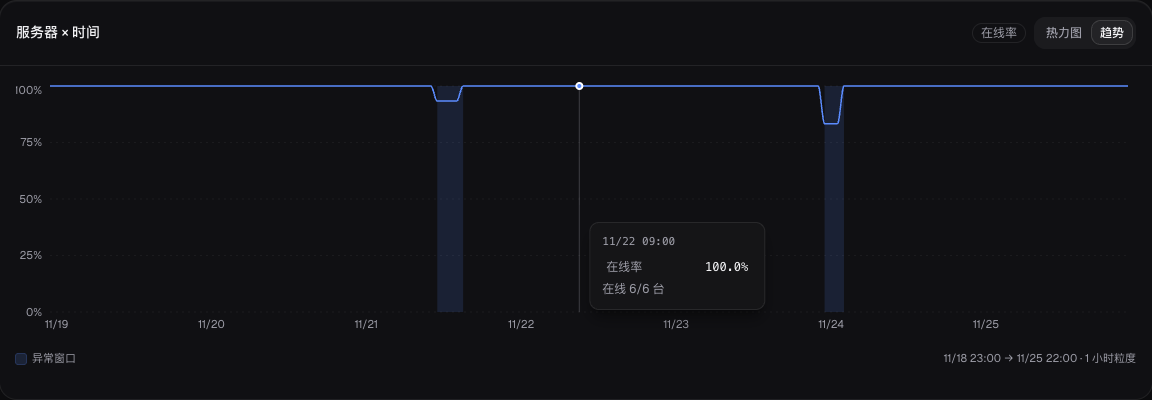 服务器 × 时间
在线率 热力图 趋势
100%
75%
50%
25%
0%
11/22 09:00
在线率 100.0%
在线 6/6 台
11/19 11/20 11/21 11/22 11/23 11/24 11/25
异常窗口
11/18 23:00 → 11/25 22:00 · 1 小时粒度